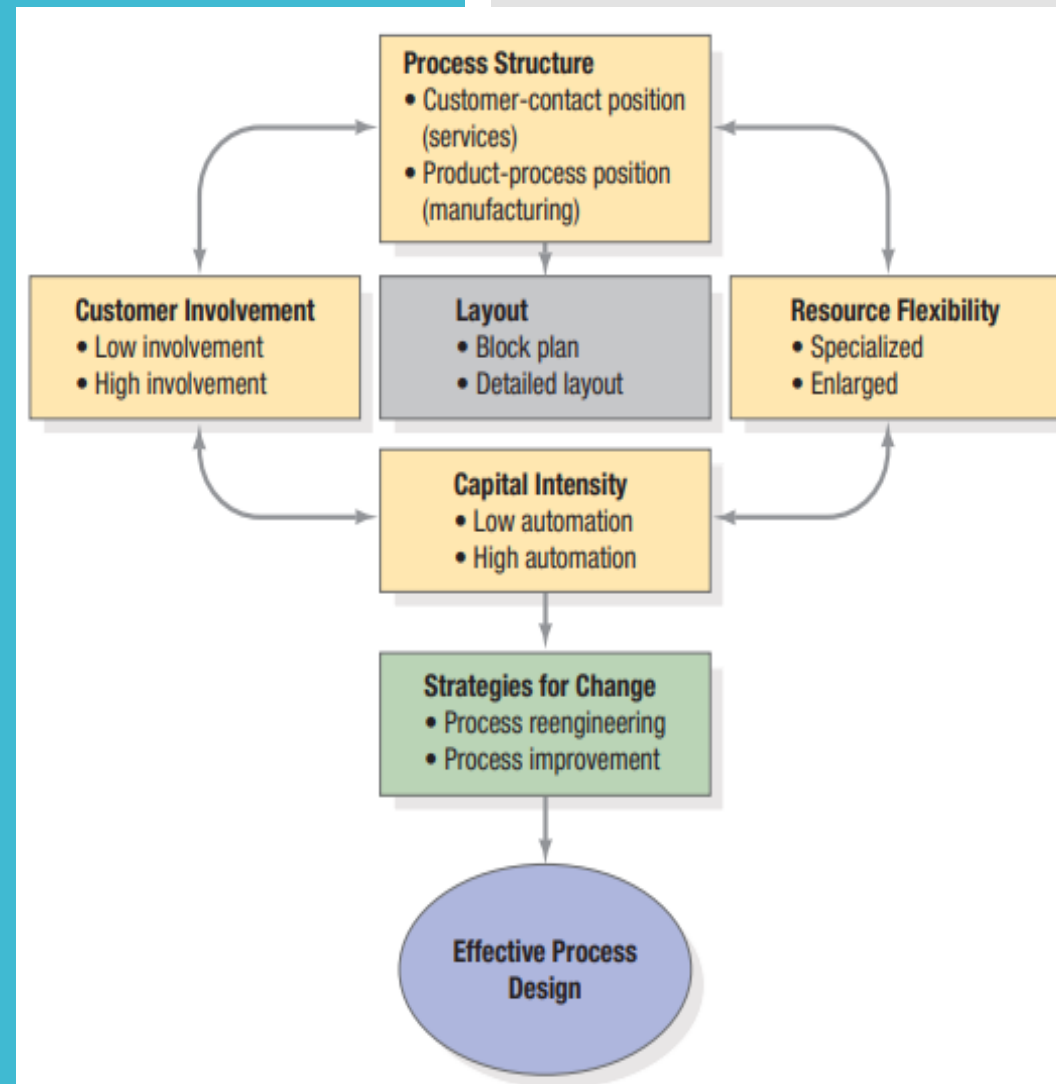 Process Structure
• Customer-contact position
(services)
• Product-process position
(manufacturing)
Customer Involvement
• Low involvement
• High involvement
Layout
• Block plan
• Detailed layout
Resource Flexibility
• Specialized
• Enlarged
Capital Intensity
• Low automation
• High automation
Strategies for Change
• Process reengineering
• Process improvement
Effective Process
Design